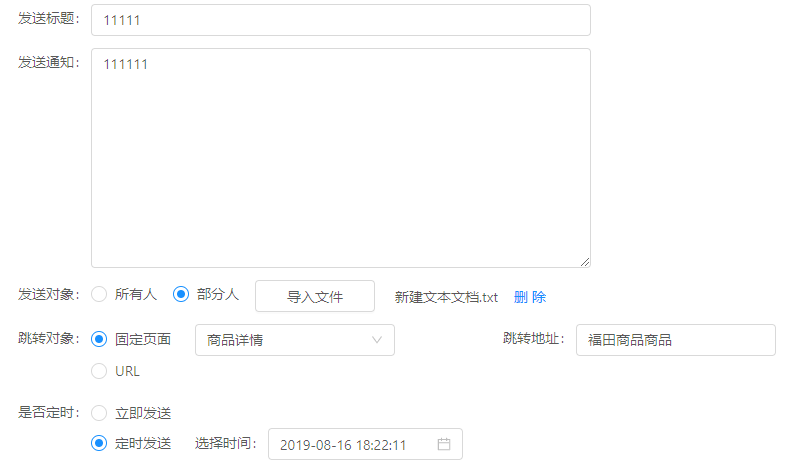 发送标题： 11111
发送通知： 111111
发送对象： 所有人 部分人 导入文件 新建文本文档.txt 删 除
跳转对象： 固定页面 商品详情 跳转地址： 福田商品商品
URL
是否定时： 立即发送
定时发送 选择时间： 2019-08-16 18:22:11